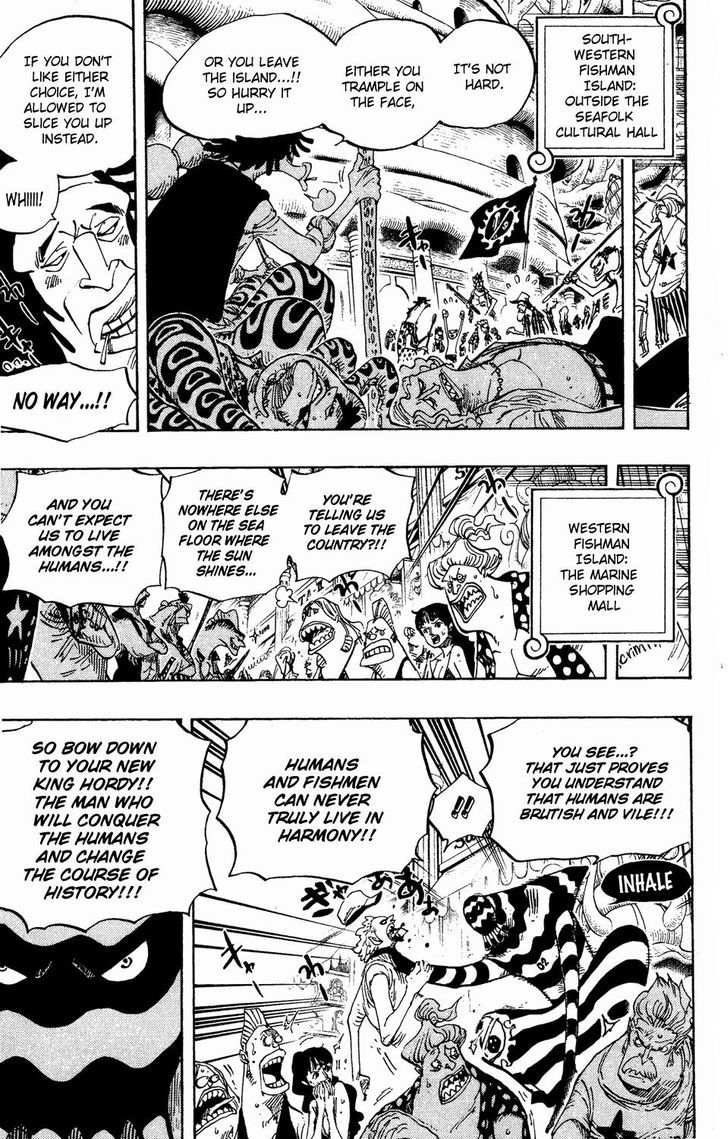 SOUTH-
WESTERN
FISHMAN
ISLAND:
OUTSIDE THE
SEAFOLK
CULTURAL HALL
IT'S NOT
HARD.
EITHER YOU
TRAMPLE ON
THE FACE,
OR YOU LEAVE
THE ISLAND...!!
SO HURRY IT
UP...
IF YOU DON'T
LIKE EITHER
CHOICE, I'M
ALLOWED TO
SLICE YOU UP
INSTEAD.
WHIIII!
NO WAY...!!
WESTERN
FISHMAN
ISLAND:
THE MARINE
SHOPPING
MALL
YOU'RE
TELLING US
TO LEAVE THE
COUNTRY?!!
THERE'S
NOWHERE ELSE
ON THE SEA
FLOOR WHERE
THE SUN
SHINES...
AND YOU
CAN'T EXPECT
US TO LIVE
AMONGST THE
HUMANS...!!
YOU SEE...?
THAT JUST PROVES
YOU UNDERSTAND
THAT HUMANS ARE
BRUTISH AND VILE!!!
!!
INHALE
HUMANS
AND FISHMEN
CAN NEVER
TRULY LIVE IN
HARMONY!!
SO BOW DOWN
TO YOUR NEW
KING HORDY!!
THE MAN WHO
WILL CONQUER
THE HUMANS
AND CHANGE
THE COURSE OF
HISTORY!!!